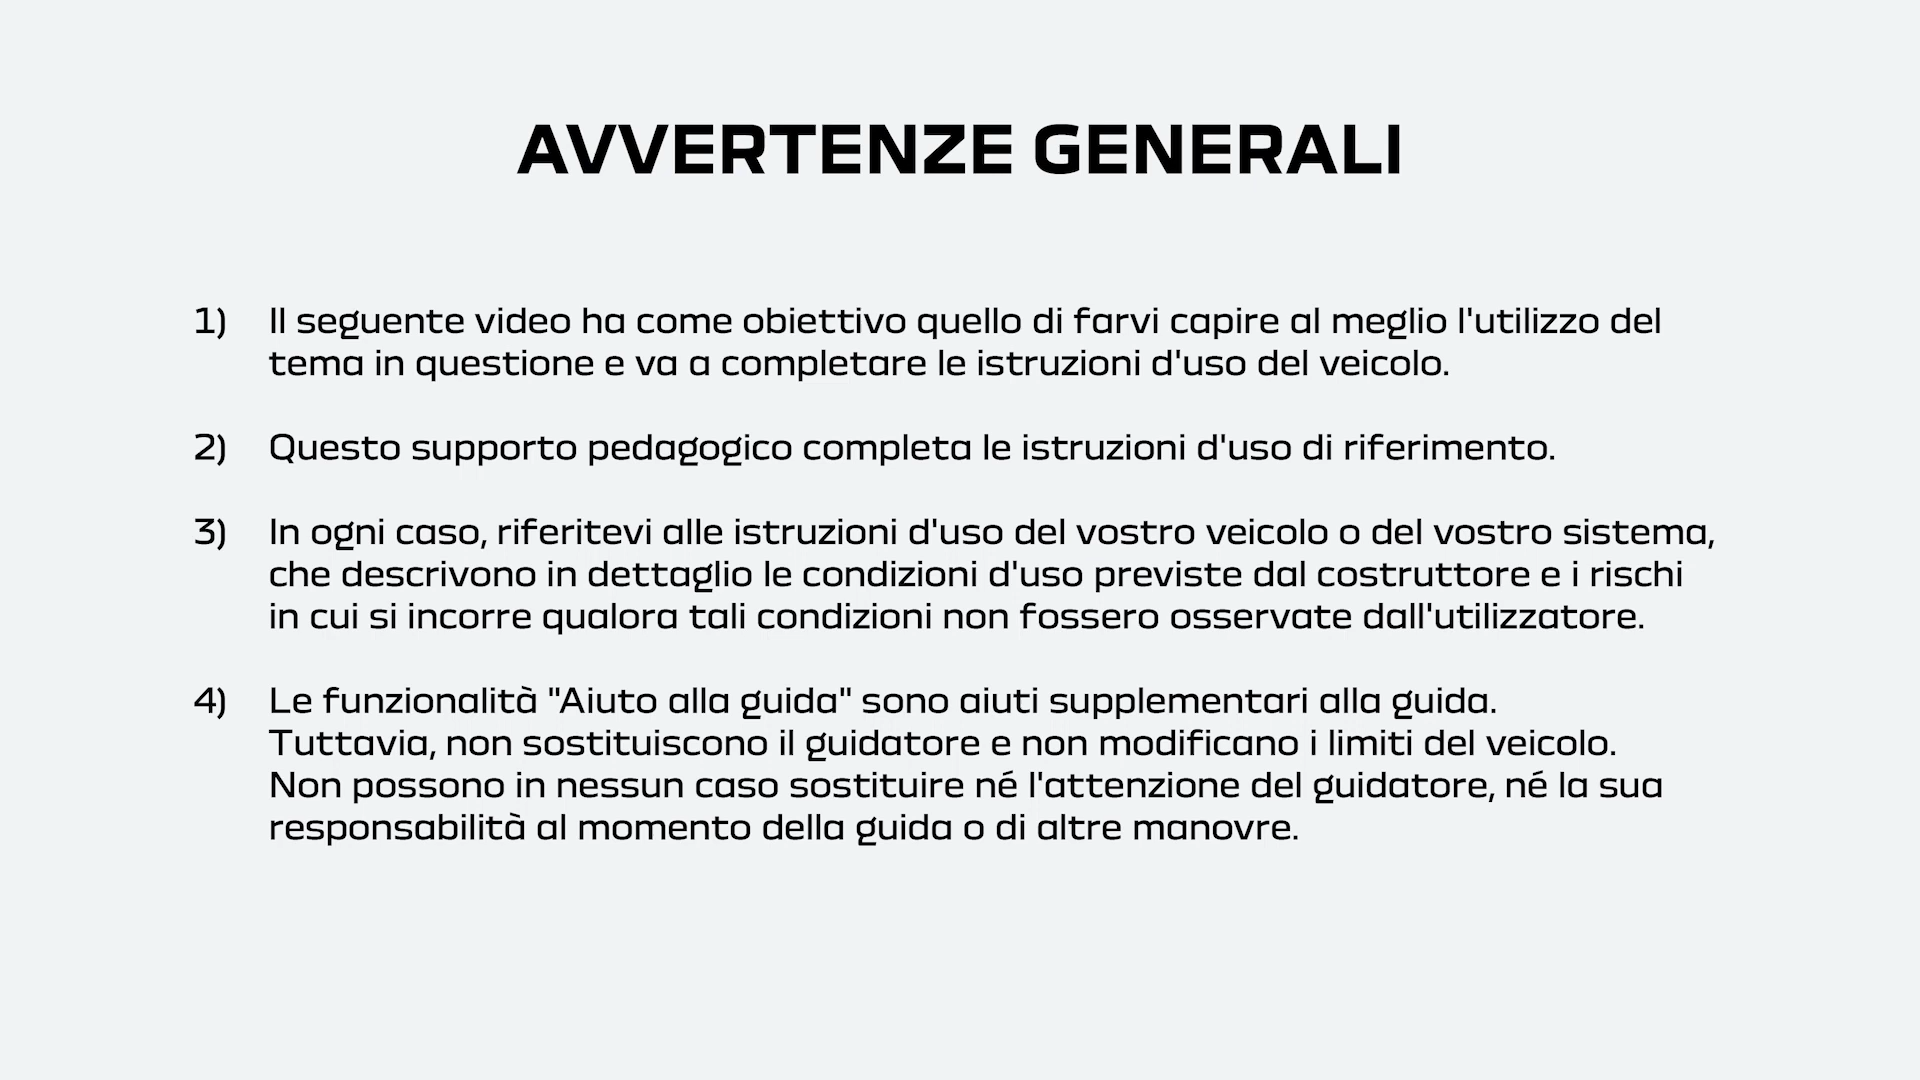 AVVERTENZE GENERALI
1) Il seguente video ha come obiettivo quello di farvi capire al meglio l'utilizzo del
tema in questione e va a completare le istruzioni d'uso del veicolo.
2) Questo supporto pedagogico completa le istruzioni d'uso di riferimento.
3) In ogni caso, riferitevi alle istruzioni d'uso del vostro veicolo o del vostro sistema,
che descrivono in dettaglio le condizioni d'uso previste dal costruttore e i rischi
in cui si incorre qualora tali condizioni non fossero osservate dall'utilizzatore.
4) Le funzionalità "Aiuto alla guida" sono aiuti supplementari alla guida.
Tuttavia, non sostituiscono il guidatore e non modificano i limiti del veicolo.
Non possono in nessun caso sostituire né l'attenzione del guidatore, né la sua
responsabilità al momento della guida o di altre manovre.